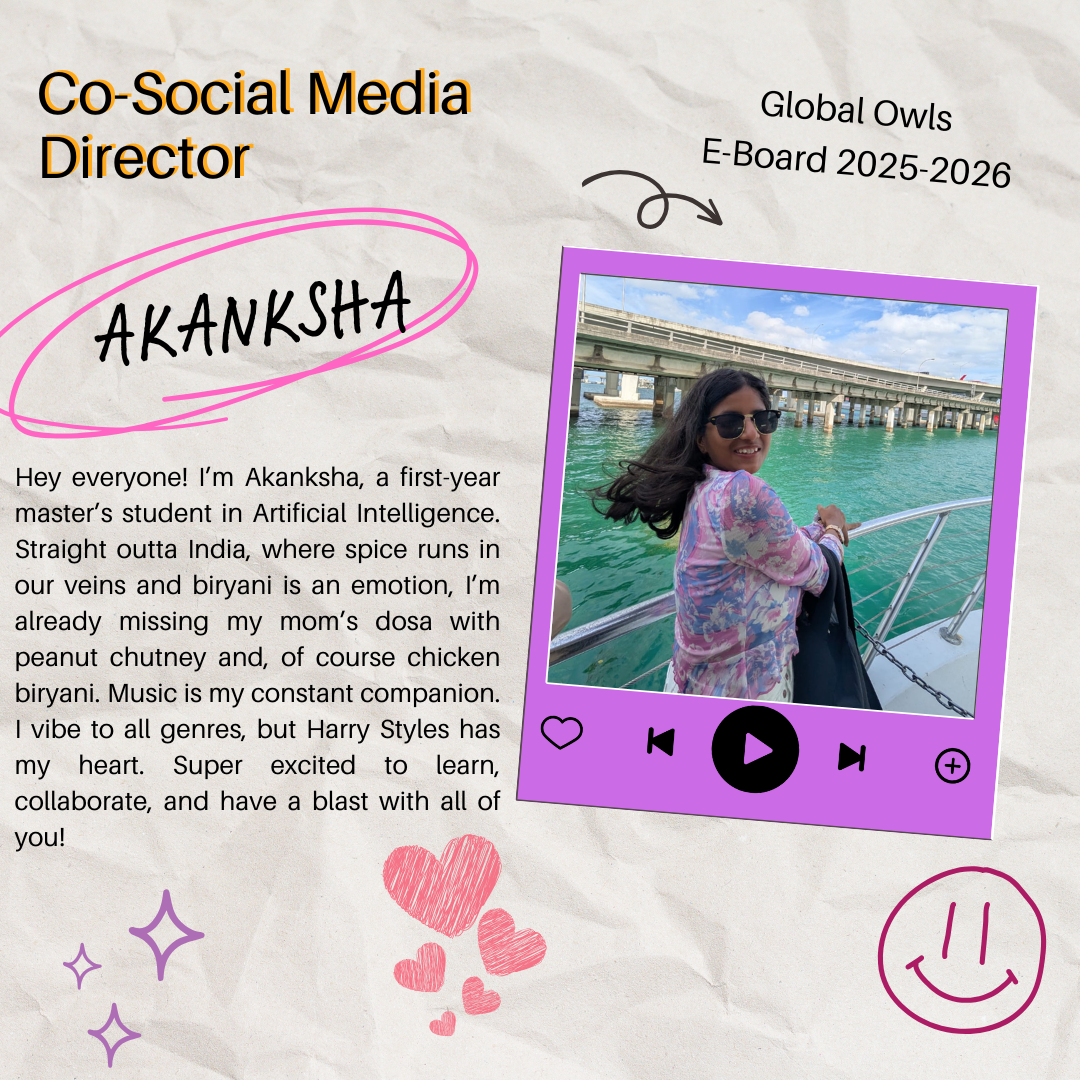 Co-Social Media
Director
Global Owls
E-Board 2025-2026
AKANKSHA
Hey everyone! I’m Akanksha, a first-year
master’s student in Artificial Intelligence.
Straight outta India, where spice runs in
our veins and biryani is an emotion, I’m
already missing my mom’s dosa with
peanut chutney and, of course chicken
biryani. Music is my constant companion.
I vibe to all genres, but Harry Styles has
my heart. Super excited to learn,
collaborate, and have a blast with all of
you!